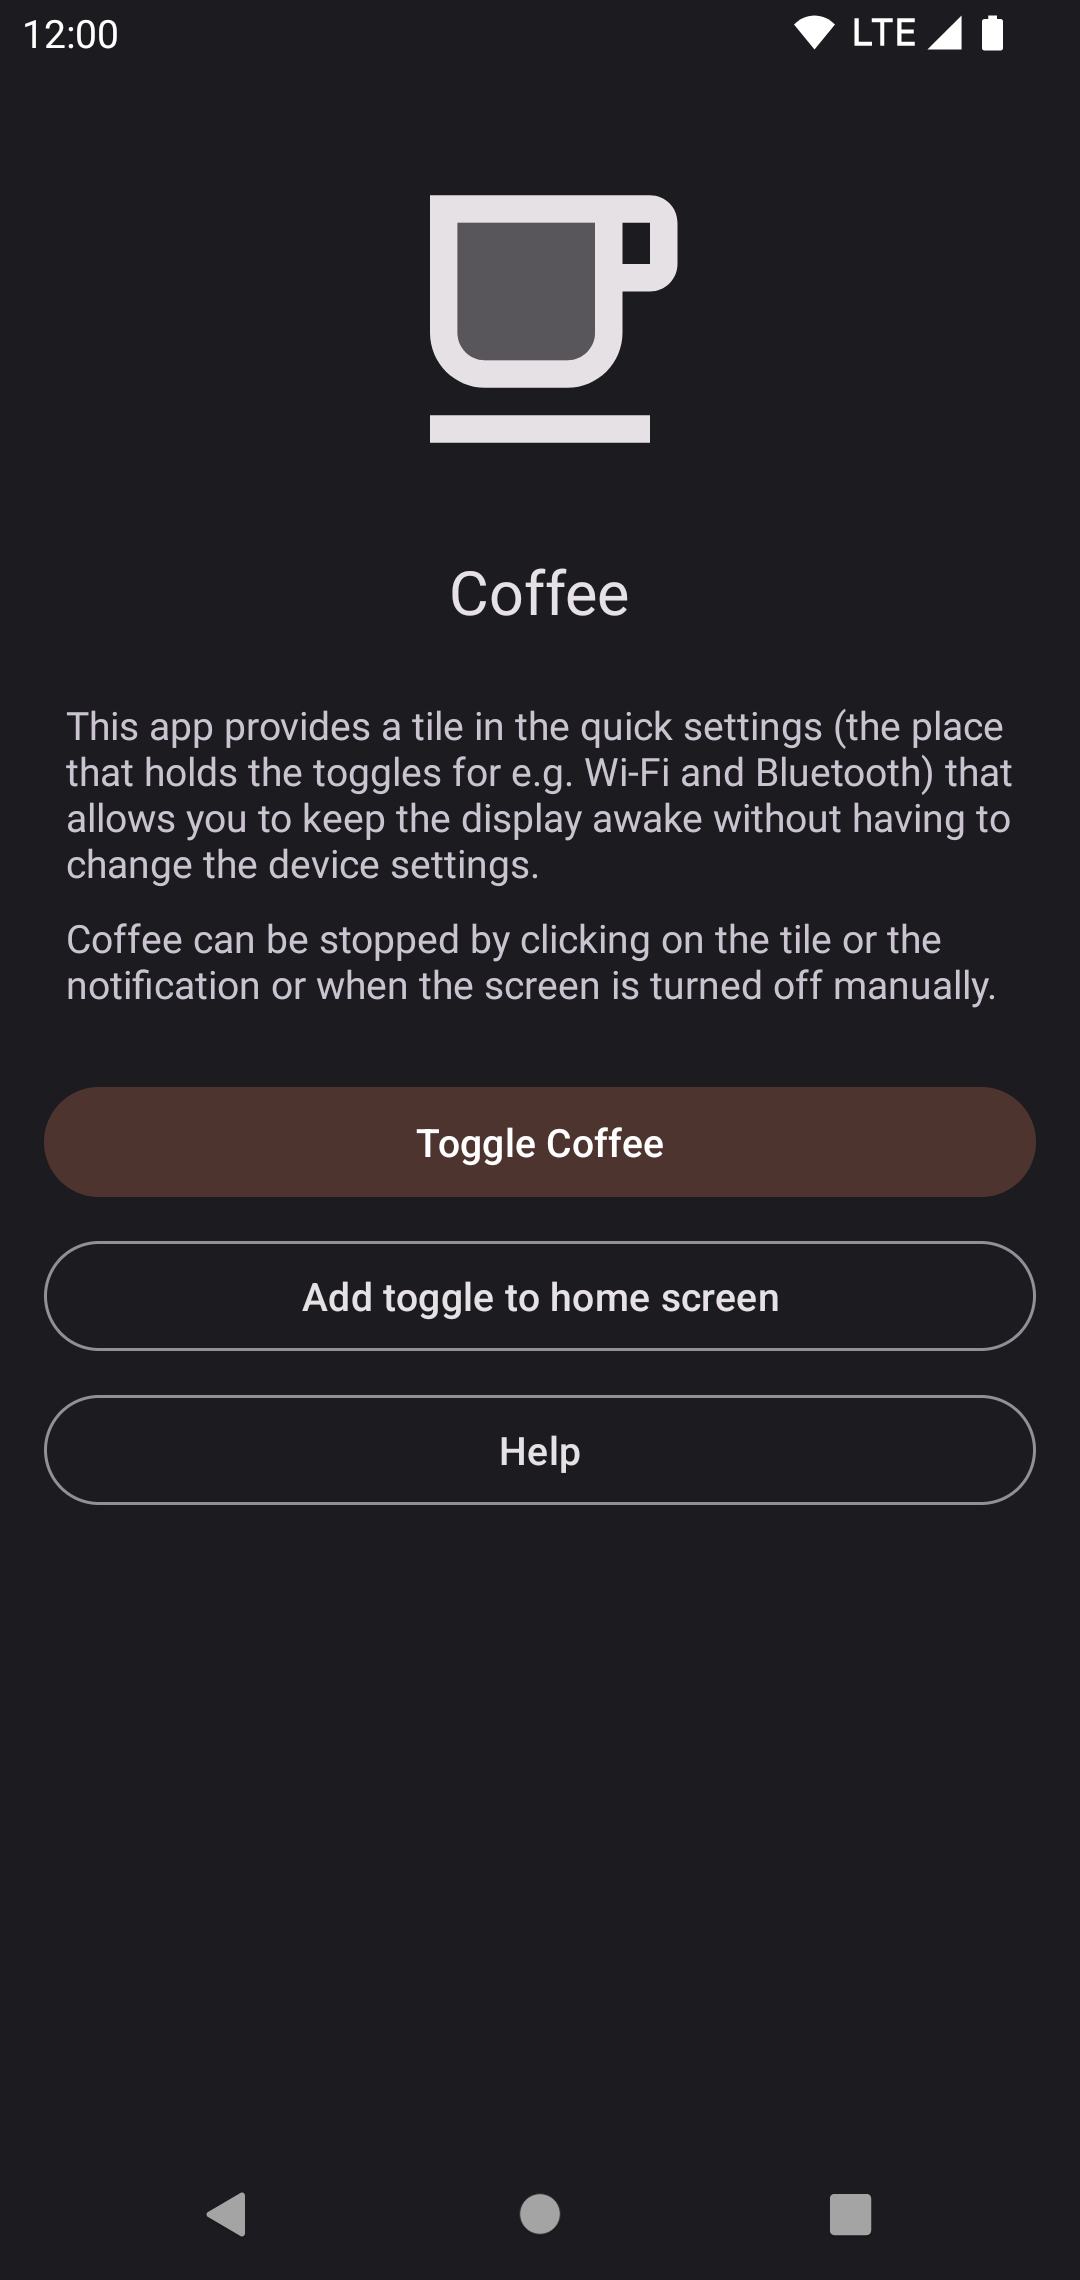 12:00
LTE
Coffee
This app provides a tile in the quick settings (the place
that holds the toggles for e.g. Wi-Fi and Bluetooth) that
allows you to keep the display awake without having to
change the device settings.
Coffee can be stopped by clicking on the tile or the
notification or when the screen is turned off manually.
Toggle Coffee
Add toggle to home screen
Help